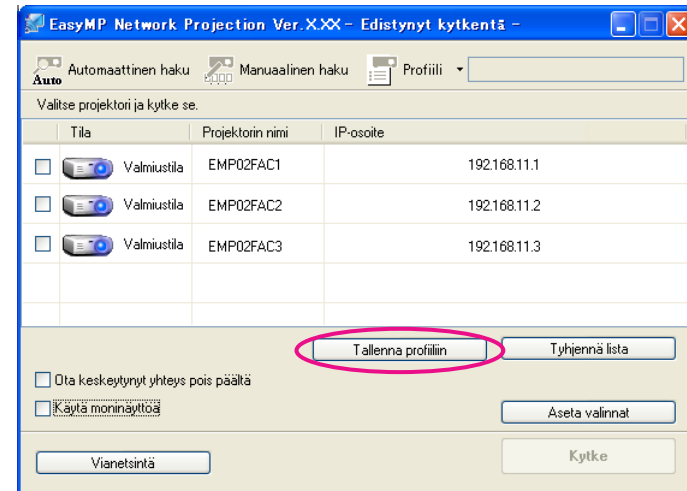 EasyMP Network Projection Ver.X.XX - Edistynyt kytkentä -
Auto Automaattinen haku Manuaalinen haku Profiili
Valitse projektori ja kytke se.
Tila Projektorin nimi IP-osoite
Valmiustila EMP02FAC1 192.168.11.1
Valmiustila EMP02FAC2 192.168.11.2
Valmiustila EMP02FAC3 192.168.11.3
Tallenna profiiliin Tyhjennä lista
Ota keskeytynyt yhteys pois päältä
Käytä moninäyttöä Aseta valinnat
Vianetsintä Kytke